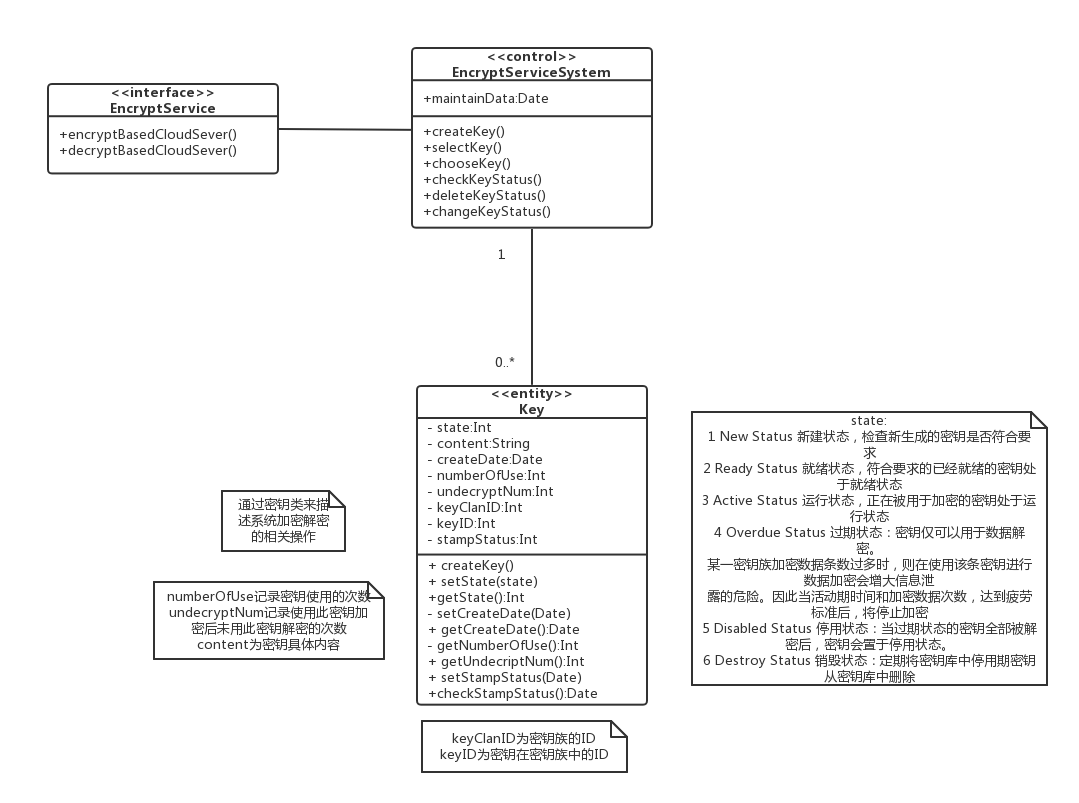 <<control>>
EncryptServiceSystem
+maintainData:Date
+createKey()
+selectKey()
+chooseKey()
+checkKeyStatus()
+deleteKeyStatus()
+changeKeyStatus()
<<interface>>
EncryptService
+encryptBasedCloudSever()
+decryptBasedCloudSever()
1
0..*
<<entity>>
Key
- state:Int
- content:String
- createDate:Date
- numberOfUse:Int
- undecryptNum:Int
- keyClanID:Int
- keyID:Int
- stampStatus:Int
+ createKey()
+ setState(state)
+getState():Int
- setCreateDate(Date)
+ getCreateDate():Date
- getNumberOfUse():Int
+ getUndecriptNum():Int
+ setStampStatus(Date)
+checkStampStatus():Date
通过密钥类来描
述系统加密解密
的相关操作
numberOfUse记录密钥使用的次数
undecryptNum记录使用此密钥加
密后未用此密钥解密的次数
content为密钥具体内容
keyClanID为密钥族的ID
keyID为密钥在密钥族中的ID
state:
1 New Status 新建状态，检查新生成的密钥是否符合要
求
2 Ready Status 就绪状态，符合要求的已经就绪的密钥处
于就绪状态
3 Active Status 运行状态，正在被用于加密的密钥处于运
行状态
4 Overdue Status 过期状态：密钥仅可以用于数据解
密。
某一密钥族加密数据条数过多时，则在使用该条密钥进行
数据加密会增大信息泄
露的危险。因此当活动期时间和加密数据次数，达到疲劳
标准后，将停止加密
5 Disabled Status 停用状态：当过期状态的密钥全部被解
密后，密钥会置于停用状态。
6 Destroy Status 销毁状态：定期将密钥库中停用期密钥
从密钥库中删除